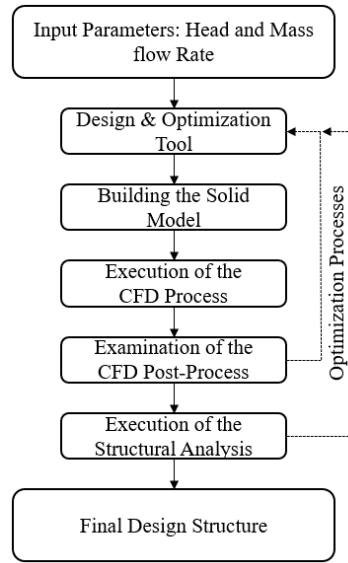 Input Parameters: Head and Mass
flow Rate
Design & Optimization
Tool
Building the Solid
Model
Execution of the
CFD Process
Examination of the
CFD Post-Process
Execution of the
Structural Analysis
Final Design Structure
Optimization Processes